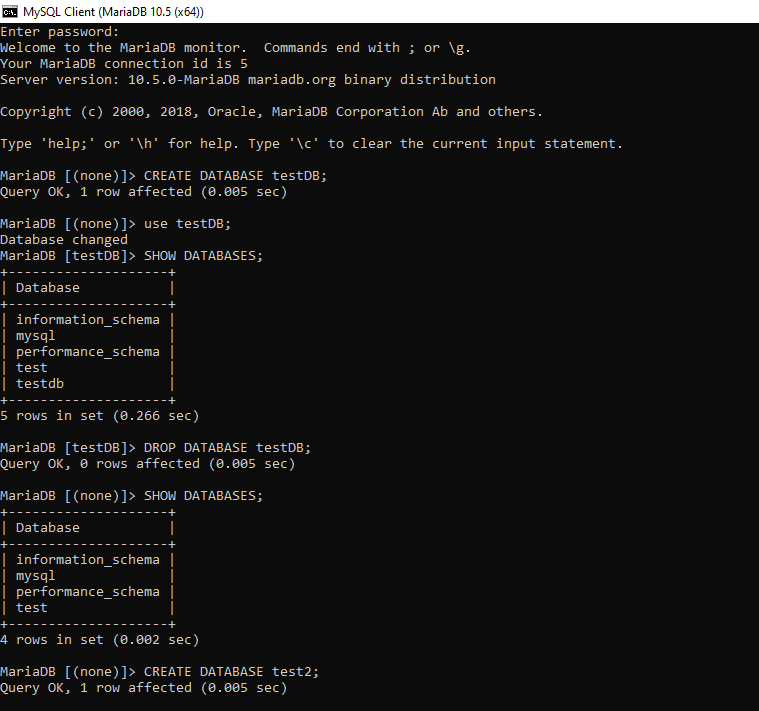 MySQL Client (MariaDB 10.5 (x64))
Enter password:
Welcome to the MariaDB monitor.  Commands end with ; or \g.
Your MariaDB connection id is 5
Server version: 10.5.0-MariaDB mariadb.org binary distribution

Copyright (c) 2000, 2018, Oracle, MariaDB Corporation Ab and others.

Type 'help;' or '\h' for help. Type '\c' to clear the current input statement.

MariaDB [(none)]> CREATE DATABASE testDB;
Query OK, 1 row affected (0.005 sec)

MariaDB [(none)]> use testDB;
Database changed
MariaDB [testDB]> SHOW DATABASES;
+--------------------+
| Database           |
+--------------------+
| information_schema |
| mysql              |
| performance_schema |
| test               |
| testdb             |
+--------------------+
5 rows in set (0.266 sec)

MariaDB [testDB]> DROP DATABASE testDB;
Query OK, 0 rows affected (0.005 sec)

MariaDB [(none)]> SHOW DATABASES;
+--------------------+
| Database           |
+--------------------+
| information_schema |
| mysql              |
| performance_schema |
| test               |
+--------------------+
4 rows in set (0.002 sec)

MariaDB [(none)]> CREATE DATABASE test2;
Query OK, 1 row affected (0.005 sec)